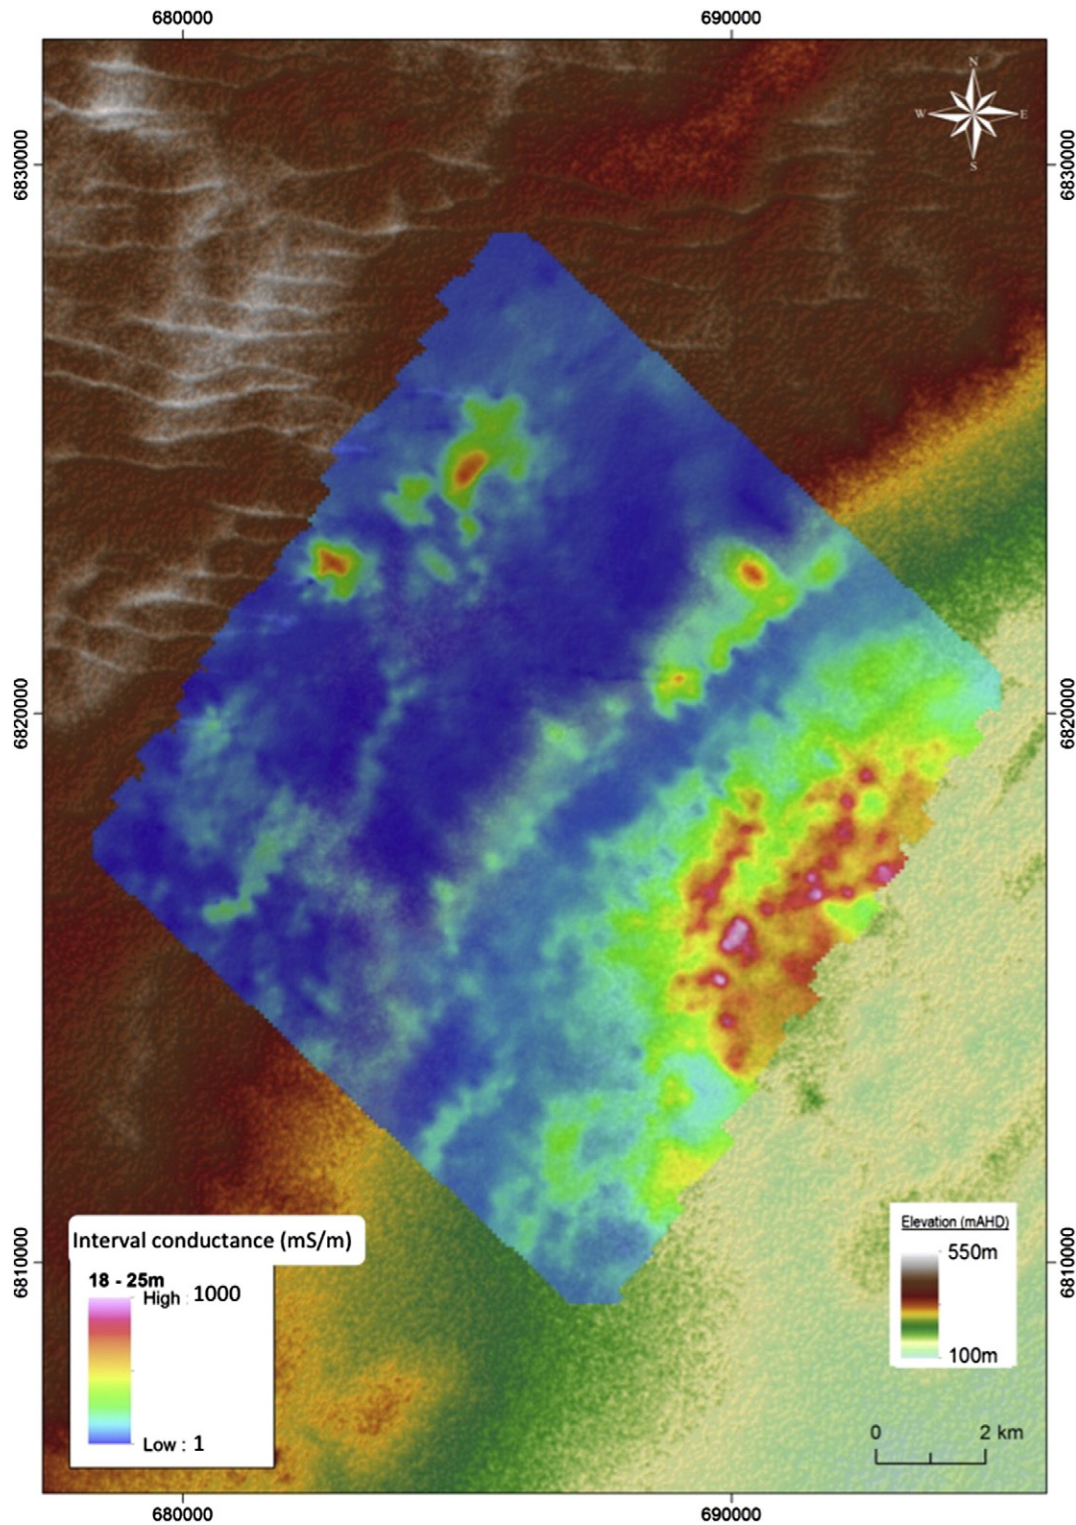 680000 690000
N
W E
S
6830000 6830000
6820000 6820000
6810000 6810000
Interval conductance (mS/m)
18 - 25m
High : 1000
Low : 1
Elevation (mAHD)
550m
100m
0 2 km
680000 690000